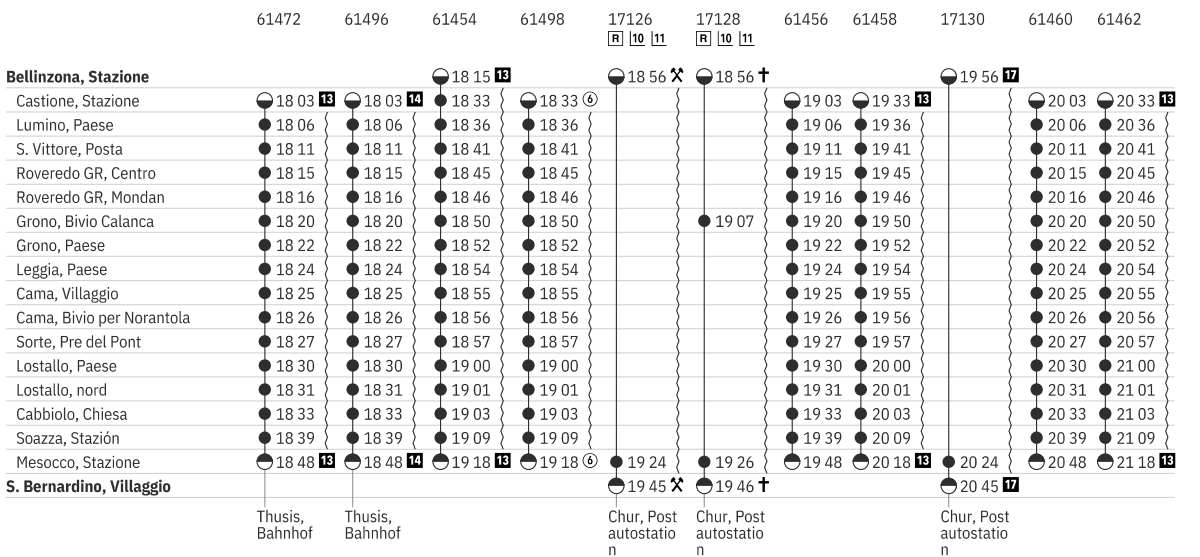 61472 61496 61454 61498 17126 17128 61456 61458 17130 61460 61462
R 10 11 R 10 11
Bellinzona, Stazione 18 15 13 18 56 18 56 19 56 17
Castione, Stazione 18 03 13 18 03 14 18 33 18 33 6 19 03 19 33 13 20 03 20 33 13
Lumino, Paese 18 06 18 06 18 36 18 36 19 06 19 36 20 06 20 36
S. Vittore, Posta 18 11 18 11 18 41 18 41 19 11 19 41 20 11 20 41
Roveredo GR, Centro 18 15 18 15 18 45 18 45 19 15 19 45 20 15 20 45
Roveredo GR, Mondan 18 16 18 16 18 46 18 46 19 16 19 46 20 16 20 46
Grono, Bivio Calanca 18 20 18 20 18 50 18 50 19 07 19 20 19 50 20 20 20 50
Grono, Paese 18 22 18 22 18 52 18 52 19 22 19 52 20 22 20 52
Leggia, Paese 18 24 18 24 18 54 18 54 19 24 19 54 20 24 20 54
Cama, Villaggio 18 25 18 25 18 55 18 55 19 25 19 55 20 25 20 55
Cama, Bivio per Norantola 18 26 18 26 18 56 18 56 19 26 19 56 20 26 20 56
Sorte, Pre del Pont 18 27 18 27 18 57 18 57 19 27 19 57 20 27 20 57
Lostallo, Paese 18 30 18 30 19 00 19 00 19 30 20 00 20 30 21 00
Lostallo, nord 18 31 18 31 19 01 19 01 19 31 20 01 20 31 21 01
Cabbiolo, Chiesa 18 33 18 33 19 03 19 03 19 33 20 03 20 33 21 03
Soazza, Stazión 18 39 18 39 19 09 19 09 19 39 20 09 20 39 21 09
Mesocco, Stazione 18 48 13 18 48 14 19 18 13 19 18 6 19 24 19 26 19 48 20 18 13 20 24 20 48 21 18 13
S. Bernardino, Villaggio 19 45 19 46 20 45 17
Thusis, Thusis, Chur, Post Chur, Post Chur, Post
Bahnhof Bahnhof autostatio autostatio autostatio
n n n